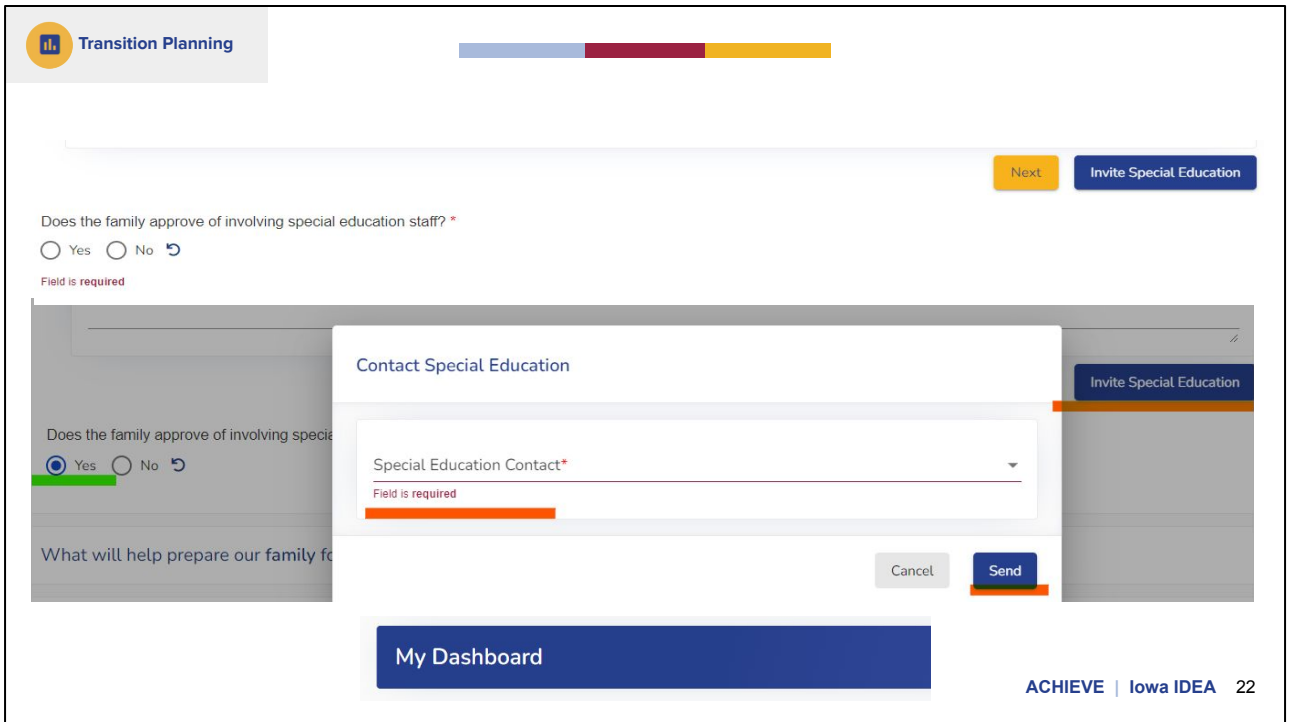 Transition Planning
Next
Invite Special Education
Does the family approve of involving special education staff? *
Yes No
Field is required
Contact Special Education
Invite Special Education
Does the family approve of involving specia
Yes No
Special Education Contact*
Field is required
What will help prepare our family fo
Cancel
Send
My Dashboard
ACHIEVE | Iowa IDEA 22